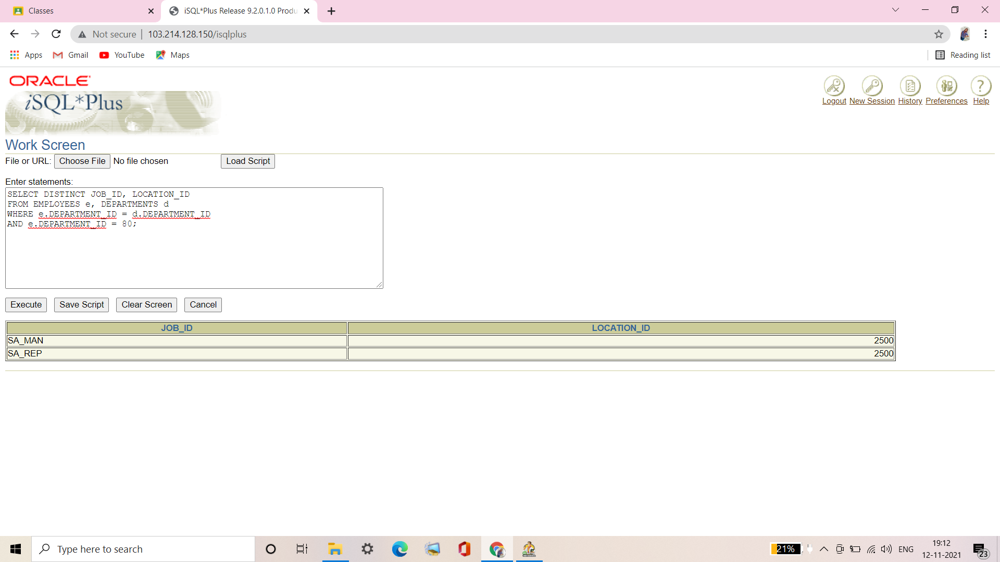 Classes
iSQL*Plus Release 9.2.0.1.0 Produ
Not secure | 103.214.128.150/isqlplus
Apps Gmail YouTube Maps Reading list
ORACLE
iSQL*Plus
Logout New Session History Preferences Help
Work Screen
File or URL: Choose File No file chosen Load Script
Enter statements:
SELECT DISTINCT JOB_ID, LOCATION_ID
FROM EMPLOYEES e, DEPARTMENTS d
WHERE e.DEPARTMENT_ID = d.DEPARTMENT_ID
AND e.DEPARTMENT_ID = 80;
Execute Save Script Clear Screen Cancel
JOB_ID LOCATION_ID
SA_MAN 2500
SA_REP 2500
Type here to search
21%
ENG
19:12
12-11-2021
23